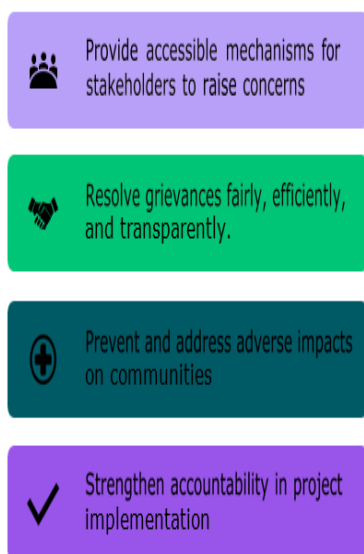 Provide accessible mechanisms for
stakeholders to raise concerns
Resolve grievances fairly, efficiently,
and transparently.
Prevent and address adverse impacts
on communities
Strengthen accountability in project
implementation